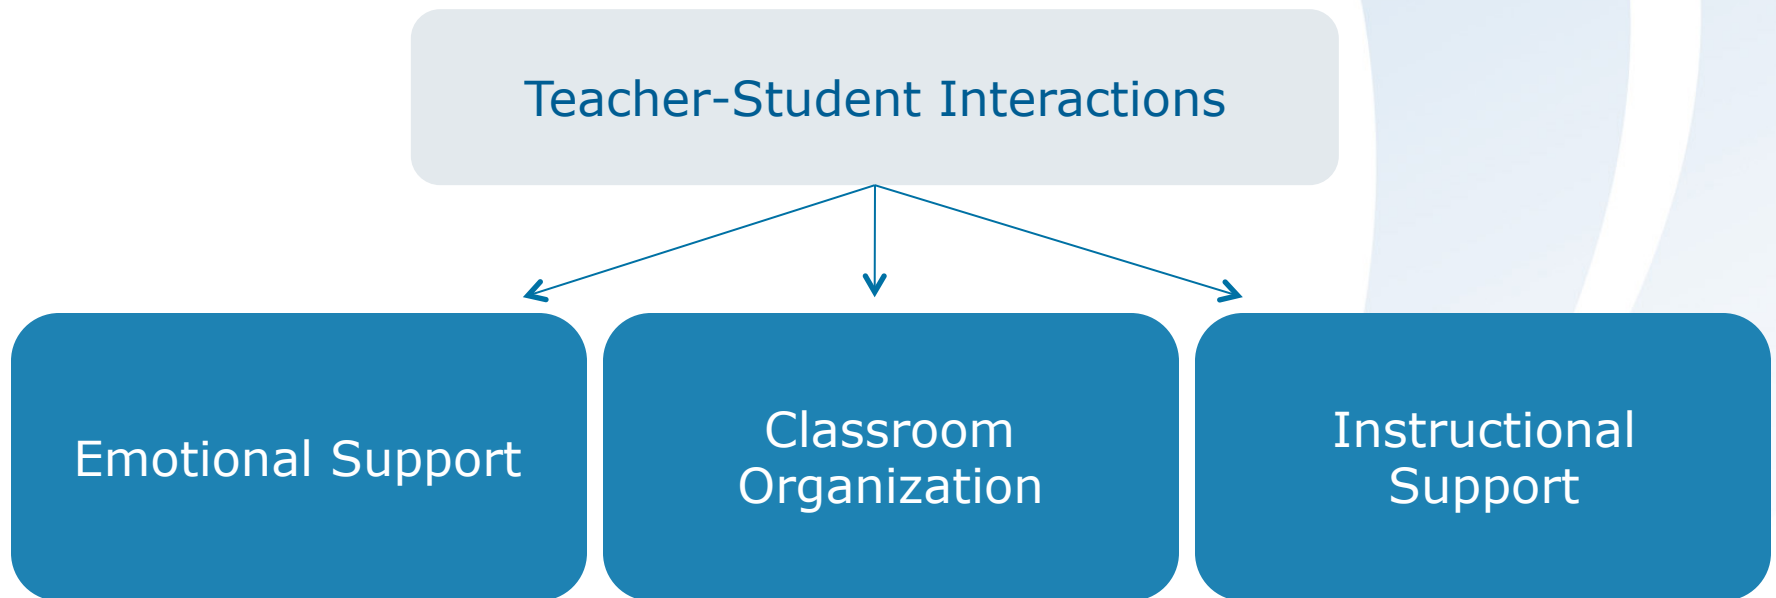 Teacher-Student Interactions
Emotional Support
Classroom
Organization
Instructional
Support